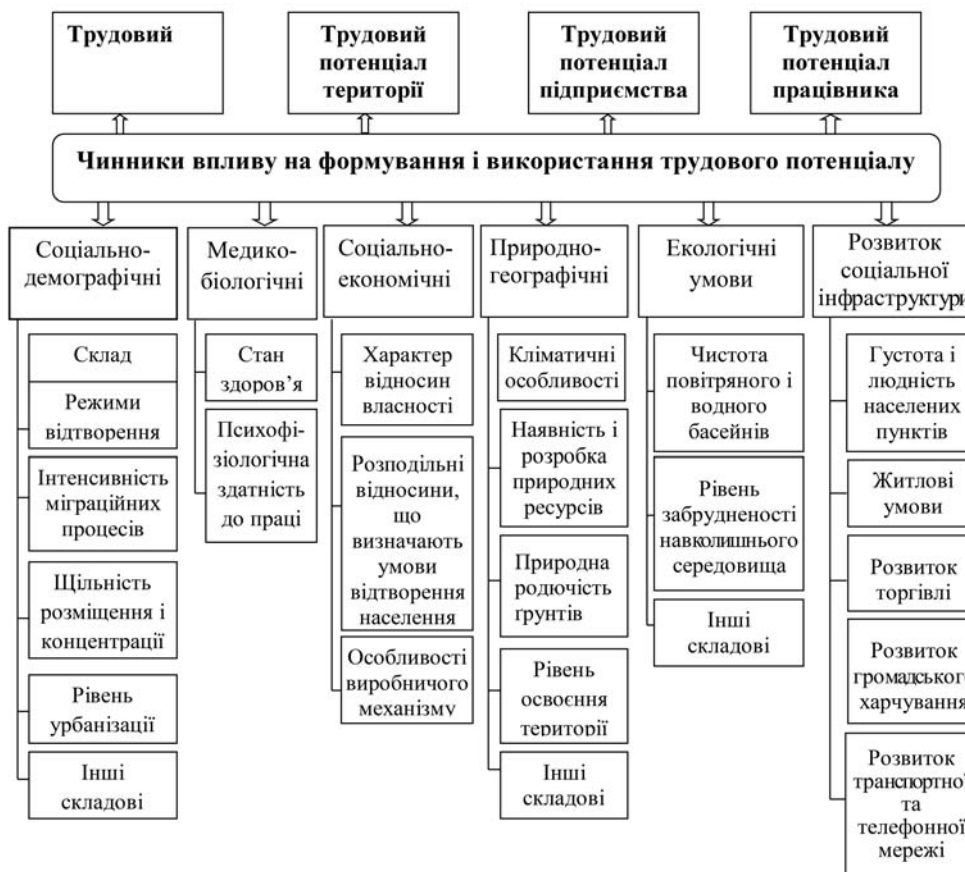 Трудовий
Трудовий
потенціал
території
Трудовий
потенціал
підприємства
Трудовий
потенціал
працівника
Чинники впливу на формування і використання трудового потенціалу
Соціально-
демографічні
Склад
Режими
відтворення
Інтенсивність
міграційних
процесів
Щільність
розміщення і
концентрації
Рівень
урбанізації
Інші
складові
Медико-
біологічні
Стан
здоров’я
Психофі-
зіологічна
здатність
до праці
Соціально-
економічні
Характер
відносин
власності
Розподільні
відносини,
що
визначають
умови
відтворення
населення
Особливості
виробничого
механізму
Природно-
географічні
Кліматичні
особливості
Наявність і
розробка
природних
ресурсів
Природна
родючість
ґрунтів
Рівень
освоєння
території
Інші
складові
Екологічні
умови
Чистота
повітряного і
водного
басейнів
Рівень
забрудненості
навколишнього
середовища
Інші
складові
Розвиток
соціальної
інфраструктури
Густота і
людність
населених
пунктів
Житлові
умови
Розвиток
торгівлі
Розвиток
громадського
харчування
Розвиток
транспортної
та
телефонної
мережі